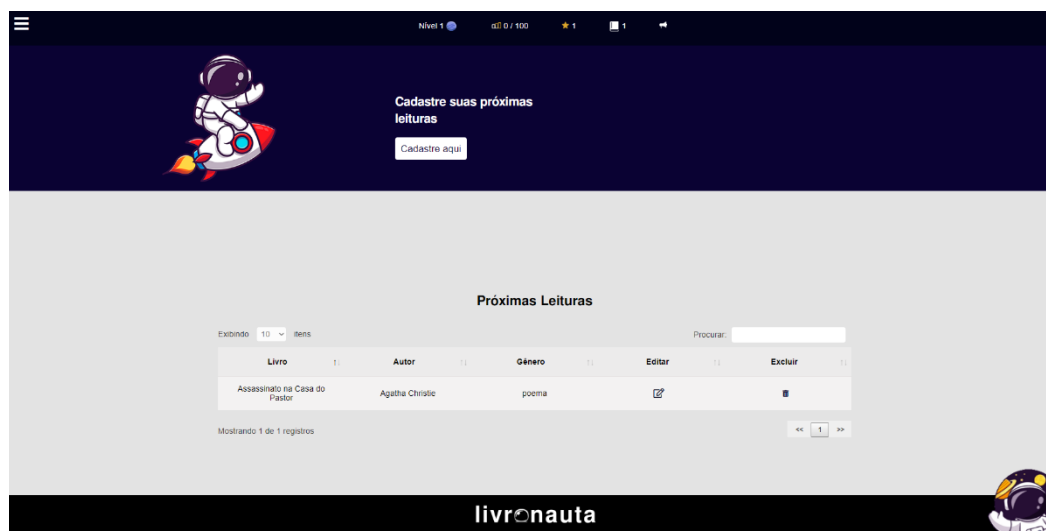 Nível 1 0 / 100 1 1
Cadastre suas próximas
leituras
Cadastre aqui
Próximas Leituras
Exibindo 10 itens Procurar:
Livro Autor Gênero Editar Excluir
Assassinato na Casa do
Pastor Agatha Christie poema
Mostrando 1 de 1 registros << 1 >>
livronauta